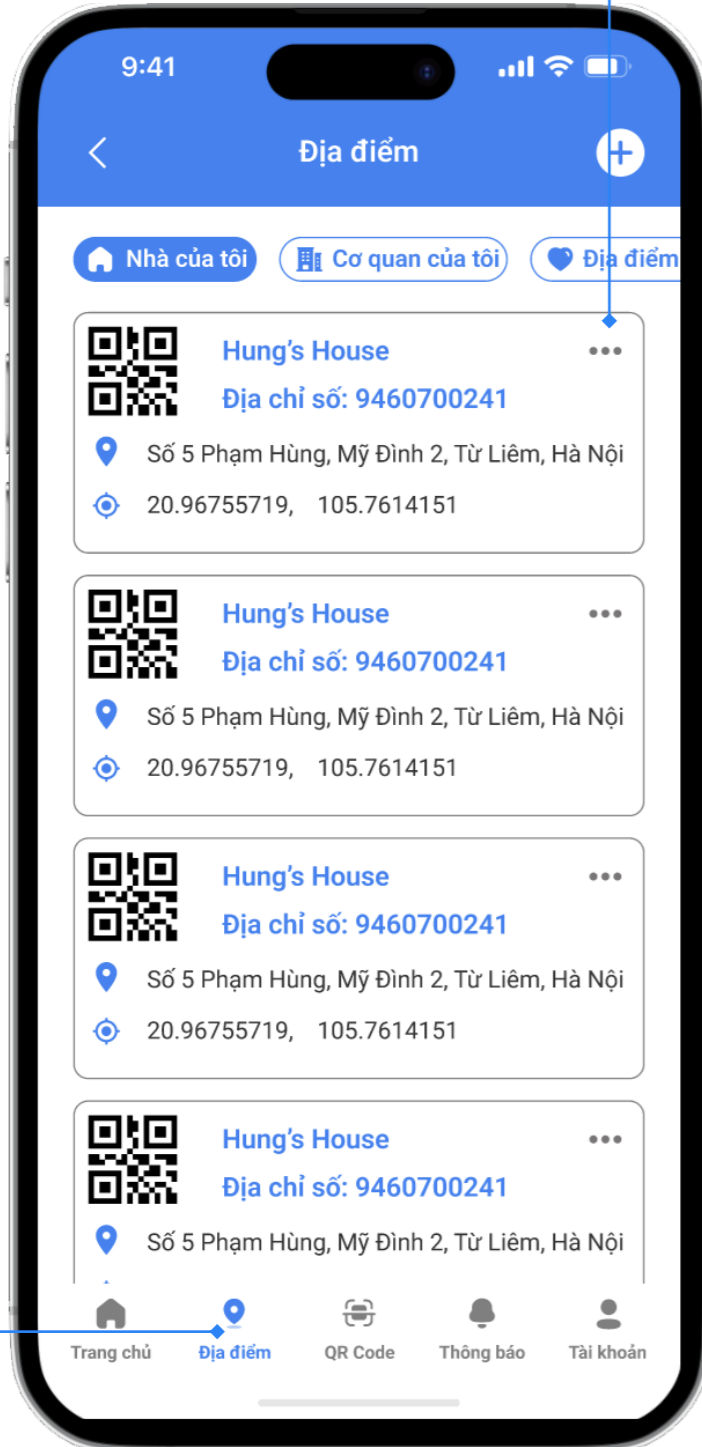 9:41
Địa điểm
Nhà của tôi
Cơ quan của tôi
Địa điểm
Hung's House
Địa chỉ số: 9460700241
Số 5 Phạm Hùng, Mỹ Đình 2, Từ Liêm, Hà Nội
20.96755719, 105.7614151
Hung's House
Địa chỉ số: 9460700241
Số 5 Phạm Hùng, Mỹ Đình 2, Từ Liêm, Hà Nội
20.96755719, 105.7614151
Hung's House
Địa chỉ số: 9460700241
Số 5 Phạm Hùng, Mỹ Đình 2, Từ Liêm, Hà Nội
20.96755719, 105.7614151
Hung's House
Địa chỉ số: 9460700241
Số 5 Phạm Hùng, Mỹ Đình 2, Từ Liêm, Hà Nội
Trang chủ
Địa điểm
QR Code
Thông báo
Tài khoản